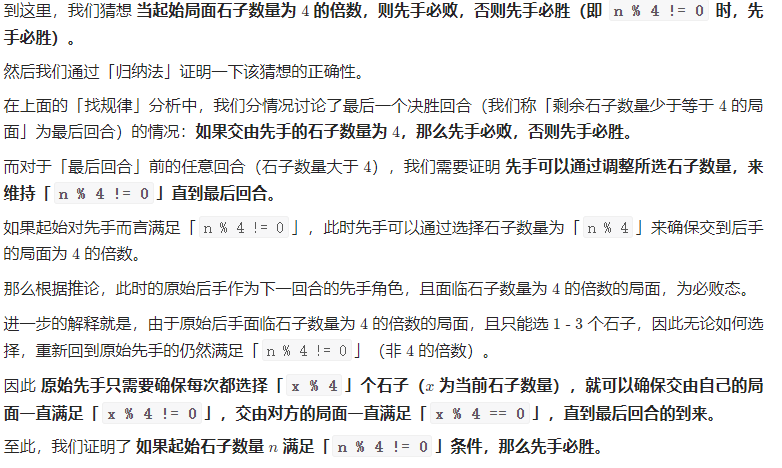 到这里，我们猜想 当起始局面石子数量为 4 的倍数，则先手必败，否则先手必胜（即 n % 4 != 0 时，先
手必胜）。
然后我们通过「归纳法」证明一下该猜想的正确性。
在上面的「找规律」分析中，我们分情况讨论了最后一个决胜回合（我们称「剩余石子数量少于等于 4 的局
面」为最后回合）的情况：如果交由先手的石子数量为 4，那么先手必败，否则先手必胜。
而对于「最后回合」前的任意回合（石子数量大于 4），我们需要证明 先手可以通过调整所选石子数量，来
维持「 n % 4 != 0 」直到最后回合。
如果起始对先手而言满足「 n % 4 != 0 」，此时先手可以通过选择石子数量为「 n % 4 」来确保交到后手
的局面为 4 的倍数。
那么根据推论，此时的原始后手作为下一回合的先手角色，且面临石子数量为 4 的倍数的局面，为必败态。
进一步的解释就是，由于原始后手面临石子数量为 4 的倍数的局面，且只能选 1 - 3 个石子，因此无论如何选
择，重新回到原始先手的仍然满足「 n % 4 != 0 」（非 4 的倍数）。
因此 原始先手只需要确保每次都选择「 x % 4 」个石子（x 为当前石子数量），就可以确保交由自己的局
面一直满足「 x % 4 != 0 」，交由对方的局面一直满足「 x % 4 == 0 」，直到最后回合的到来。
至此，我们证明了 如果起始石子数量 n 满足「 n % 4 != 0 」条件，那么先手必胜。